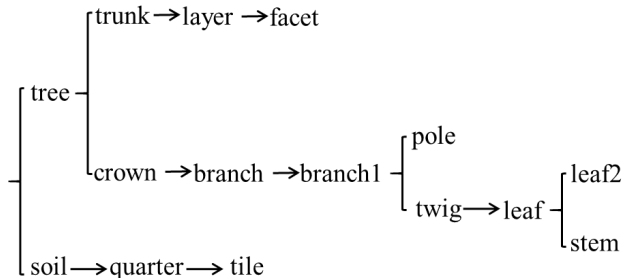 trunk → layer → facet
tree
pole
crown → branch → branch1
leaf2
twig → leaf
stem
soil → quarter → tile